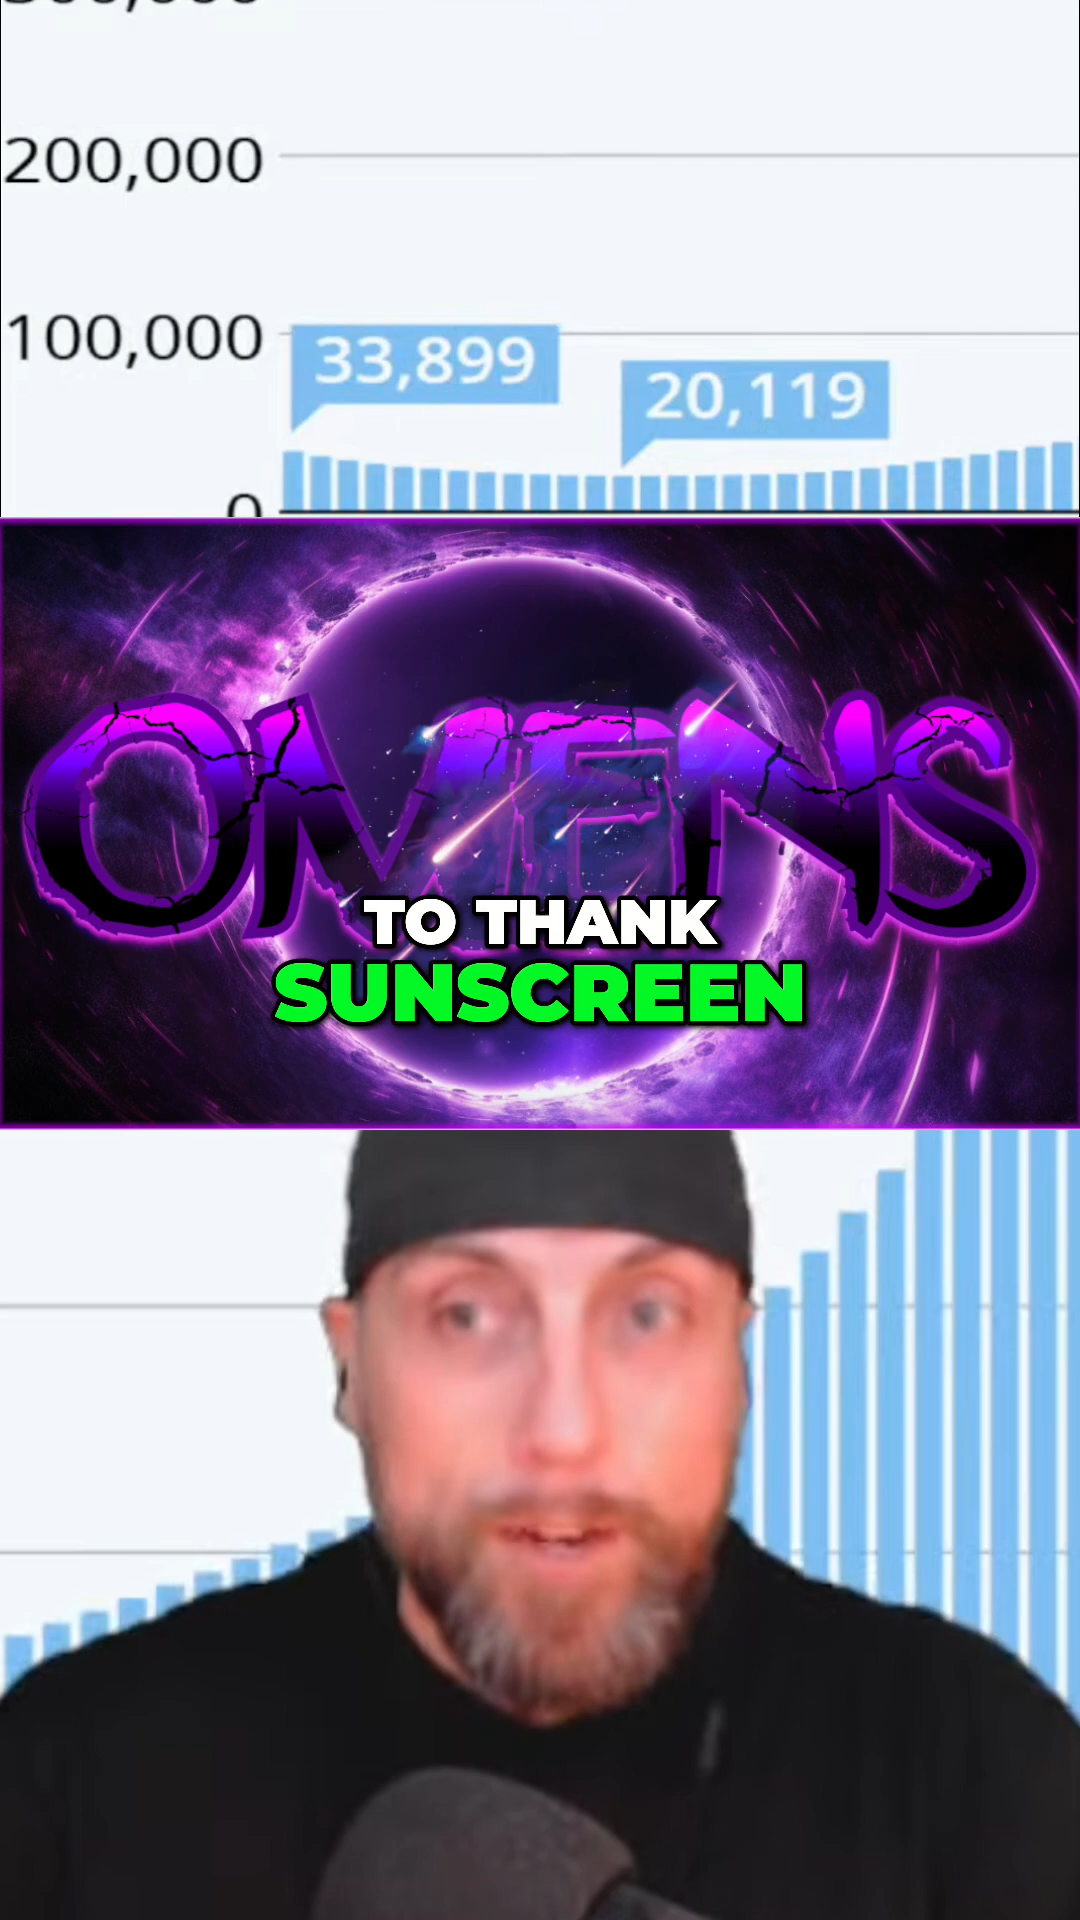 200,000
100,000
33,899
20,119
0
OMENS
TO THANK
SUNSCREEN